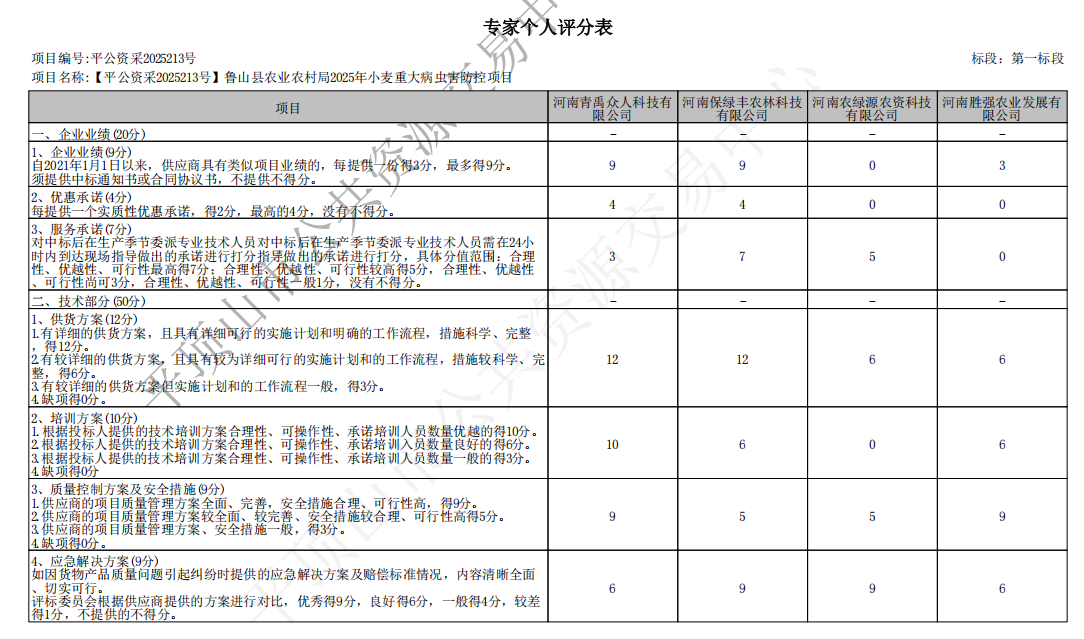 专家个人评分表
项目编号:平公资采2025213号
标段：第一标段
项目名称:【平公资采2025213号】鲁山县农业农村局2025年小麦重大病虫害防控项目
项目
河南青禹众人科技有限公司
河南保绿丰农林科技有限公司
河南农绿源农资科技有限公司
河南胜强农业发展有限公司
一、企业业绩(20分)
– – – –
1、企业业绩(9分)
自2021年1月1日以来，供应商具有类似项目业绩的，每提供一份得3分，最多得9分。
须提供中标通知书或合同协议书，不提供不得分。
9 9 0 3
2、优惠承诺(4分)
每提供一个实质性优惠承诺，得2分，最高的4分，没有不得分。
4 4 0 0
3、服务承诺(7分)
对中标后在生产季节委派专业技术人员对中标后在生产季节委派专业技术人员需在24小
时内到达现场指导做出的承诺进行打分指导做出的承诺进行打分，具体分值范围：合理
性、优越性、可行性最高得7分；合理性、优越性、可行性较高得5分，合理性、优越性
、可行性尚可3分，合理性、优越性、可行性一般1分，没有不得分。
3 7 5 0
二、技术部分(50分)
– – – –
1、供货方案(12分)
1.有详细的供货方案，且具有详细可行的实施计划和明确的工作流程，措施科学、完整
，得12分。
2.有较详细的供货方案，且具有较为详细可行的实施计划和的工作流程，措施较科学、完
整，得6分。
3.有较详细的供货方案但实施计划和的工作流程一般，得3分。
4.缺项得0分。
12 12 6 6
2、培训方案(10分)
1.根据投标人提供的技术培训方案合理性、可操作性、承诺培训人员数量优越的得10分。
2.根据投标人提供的技术培训方案合理性、可操作性、承诺培训入员数量良好的得6分。
3.根据投标人提供的技术培训方案合理性、可操作性、承诺培训人员数量一般的得3分。
4.缺项得0分
10 6 0 6
3、质量控制方案及安全措施(9分)
1.供应商的项目质量管理方案全面、完善，安全措施合理、可行性高，得9分。
2.供应商的项目质量管理方案较全面、较完善、安全措施较合理、可行性高得5分。
3.供应商的项目质量管理方案、安全措施一般，得3分。
4.缺项得0分。
9 5 5 9
4、应急解决方案(9分)
如因货物产品质量问题引起纠纷时提供的应急解决方案及赔偿标准情况，内容清晰全面
、切实可行。
评标委员会根据供应商提供的方案进行对比，优秀得9分，良好得6分，一般得4分，较差
得1分，不提供的不得分。
6 9 9 6
平顶山市公共资源交易中
平顶山市公共资源交易中心